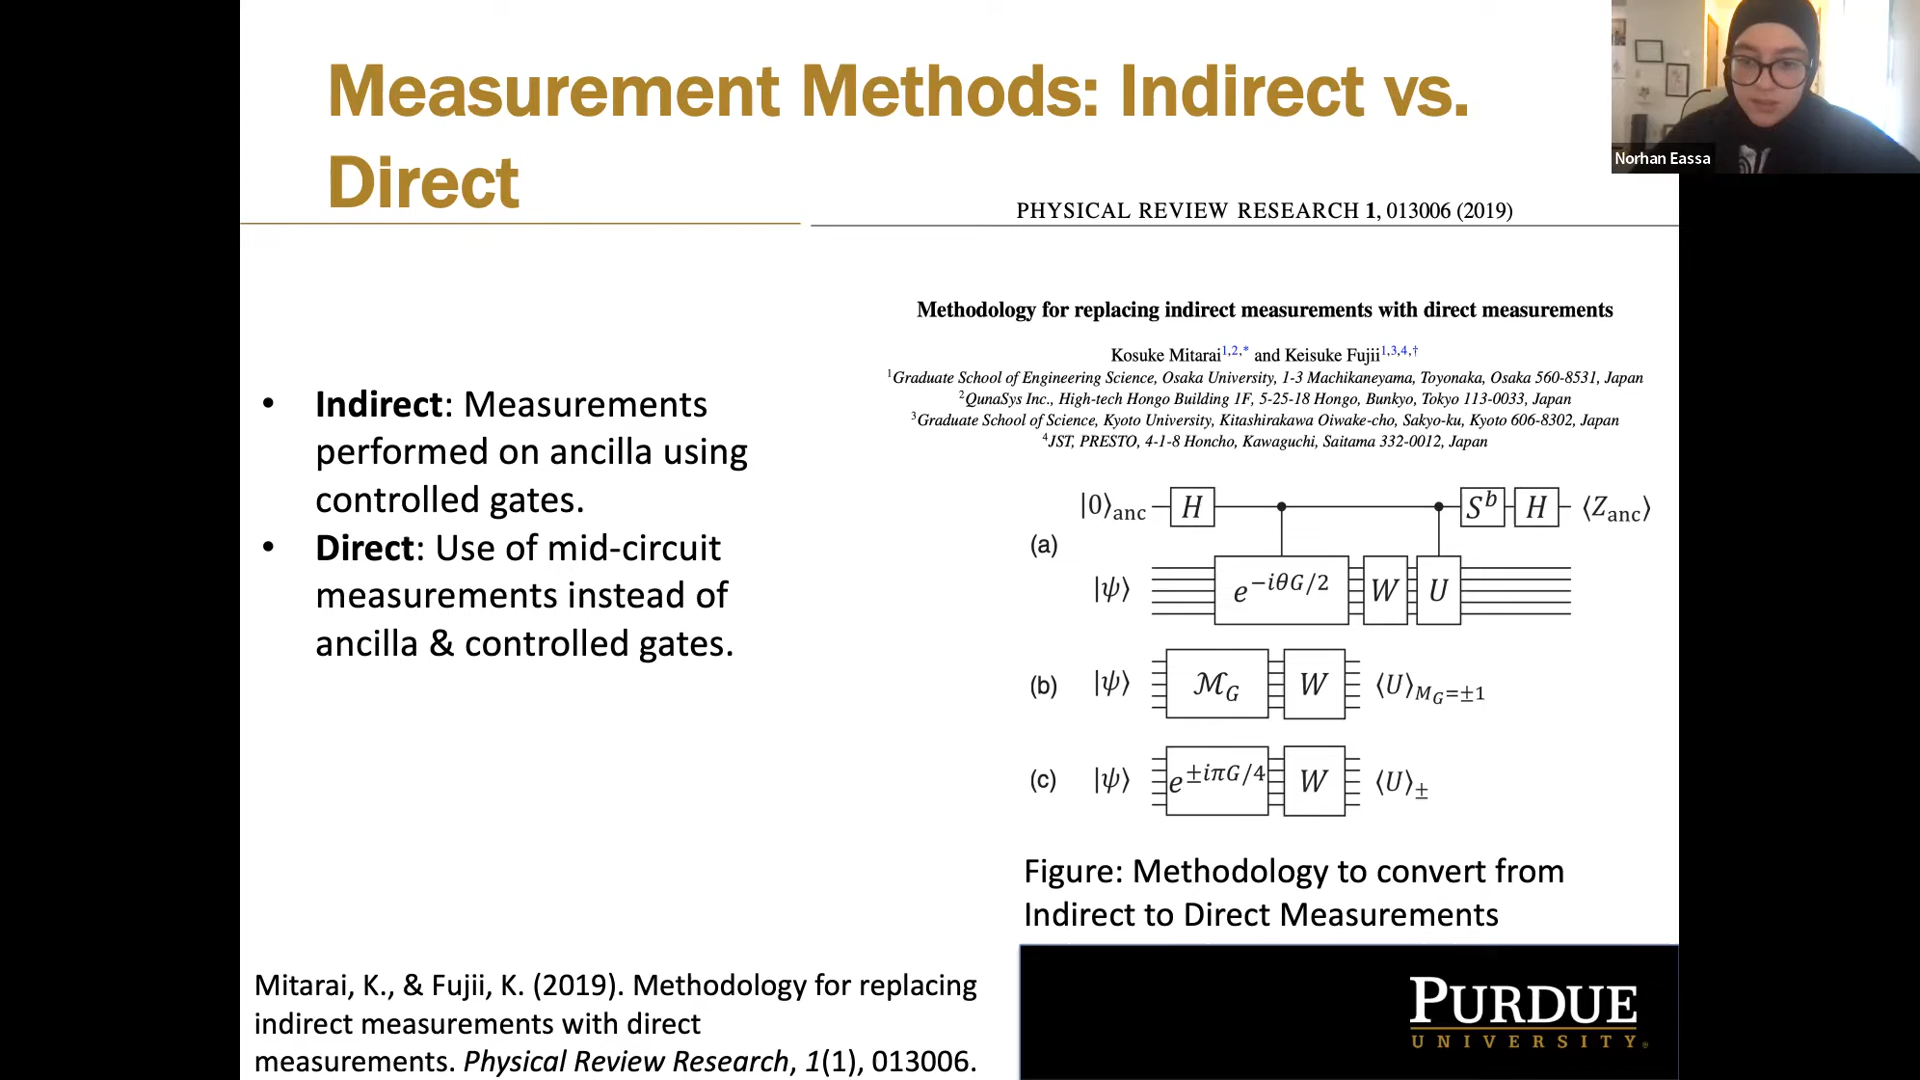 Measurement Methods: Indirect vs.
Direct
Norhan Eassa
PHYSICAL REVIEW RESEARCH 1, 013006 (2019)
Methodology for replacing indirect measurements with direct measurements
Kosuke Mitarai1,2,* and Keisuke Fujii1,3,4,†
1Graduate School of Engineering Science, Osaka University, 1-3 Machikaneyama, Toyonaka, Osaka 560-8531, Japan
2QunaSys Inc., High-tech Hongo Building 1F, 5-25-18 Hongo, Bunkyo, Tokyo 113-0033, Japan
3Graduate School of Science, Kyoto University, Kitashirakawa Oiwake-cho, Sakyo-ku, Kyoto 606-8302, Japan
4JST, PRESTO, 4-1-8 Honcho, Kawaguchi, Saitama 332-0012, Japan
• Indirect: Measurements
performed on ancilla using
controlled gates.
• Direct: Use of mid-circuit
measurements instead of
ancilla & controlled gates.
|0⟩anc H S^b H ⟨Z_anc⟩
(a)
|ψ⟩ e^{−iθG/2} W U
(b) |ψ⟩ ℳ_G W ⟨U⟩_{M_G=±1}
(c) |ψ⟩ e^{±iπG/4} W ⟨U⟩_±
Figure: Methodology to convert from
Indirect to Direct Measurements
Mitarai, K., & Fujii, K. (2019). Methodology for replacing
indirect measurements with direct
measurements. Physical Review Research, 1(1), 013006.
PURDUE
UNIVERSITY®